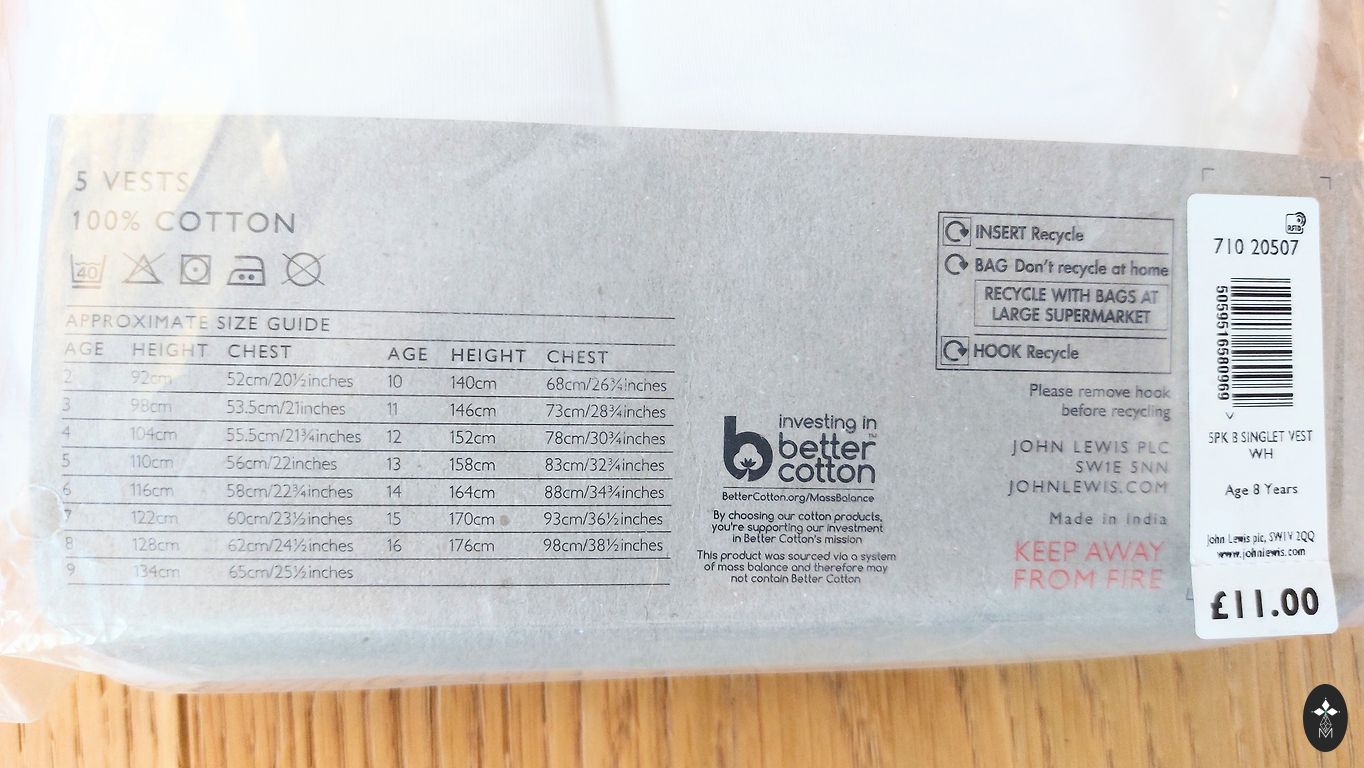 5 VESTS
100% COTTON
40
APPROXIMATE SIZE GUIDE
AGE HEIGHT CHEST AGE HEIGHT CHEST
2 92cm 52cm/20½inches 10 140cm 68cm/26¾inches
3 98cm 53.5cm/21inches 11 146cm 73cm/28¾inches
4 104cm 55.5cm/21¾inches 12 152cm 78cm/30¾inches
5 110cm 56cm/22inches 13 158cm 83cm/32¾inches
6 116cm 58cm/22¾inches 14 164cm 88cm/34¾inches
7 122cm 60cm/23½inches 15 170cm 93cm/36½inches
8 128cm 62cm/24½inches 16 176cm 98cm/38½inches
9 134cm 65cm/25½inches
investing in
better™
cotton
BetterCotton.org/MassBalance
By choosing our cotton products,
you're supporting our investment
in Better Cotton's mission
This product was sourced via a system
of mass balance and therefore may
not contain Better Cotton
INSERT Recycle
BAG Don't recycle at home
RECYCLE WITH BAGS AT
LARGE SUPERMARKET
HOOK Recycle
Please remove hook
before recycling
JOHN LEWIS PLC
SW1E 5NN
JOHNLEWIS.COM
Made in India
KEEP AWAY
FROM FIRE
RFID
710 20507
5059516580969
5PK B SINGLET VEST
WH
Age 8 Years
John Lewis plc, SW1V 2QQ
www.johnlewis.com
£11.00
M